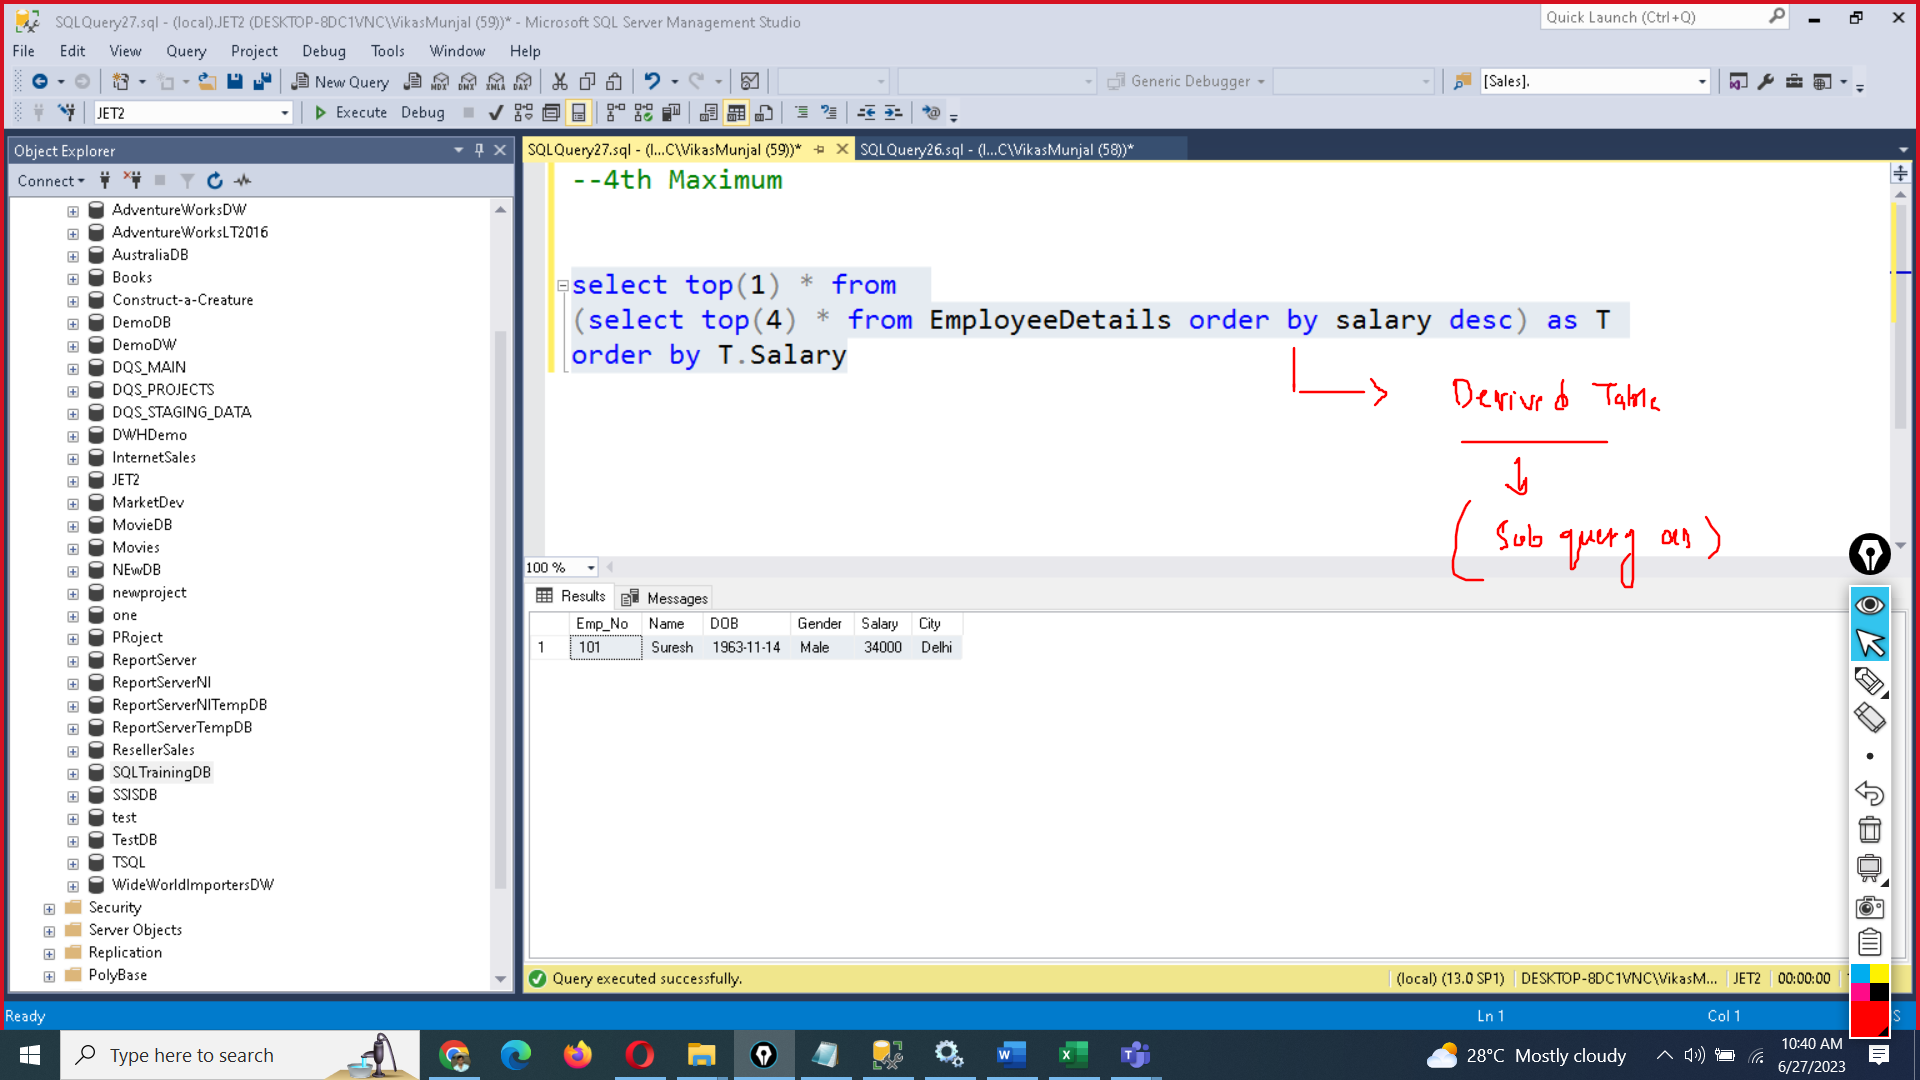 SQLQuery27.sql - (local).JET2 (DESKTOP-8DC1VNC\VikasMunjal (59))* - Microsoft SQL Server Management Studio
Quick Launch (Ctrl+Q)
File Edit View Query Project Debug Tools Window Help
New Query MDX DMX XMLA DAX Generic Debugger [Sales].
JET2 Execute Debug
Object Explorer
SQLQuery27.sql - (l...C\VikasMunjal (59))* SQLQuery26.sql - (l...C\VikasMunjal (58))*
Connect
AdventureWorksDW
AdventureWorksLT2016
AustraliaDB
Books
Construct-a-Creature
DemoDB
DemoDW
DQS_MAIN
DQS_PROJECTS
DQS_STAGING_DATA
DWHDemo
InternetSales
JET2
MarketDev
MovieDB
Movies
NEwDB
newproject
one
PRoject
ReportServer
ReportServerNI
ReportServerNITempDB
ReportServerTempDB
ResellerSales
SQLTrainingDB
SSISDB
test
TestDB
TSQL
WideWorldImportersDW
Security
Server Objects
Replication
PolyBase
--4th Maximum
select top(1) * from
(select top(4) * from EmployeeDetails order by salary desc) as T
order by T.Salary
Derived Table
(Sub query as)
100 %
Results Messages
Emp_No Name DOB Gender Salary City
1 101 Suresh 1963-11-14 Male 34000 Delhi
Query executed successfully. (local) (13.0 SP1) DESKTOP-8DC1VNC\VikasM... JET2 00:00:00
Ready Ln 1 Col 1
Type here to search
28°C Mostly cloudy
10:40 AM
6/27/2023